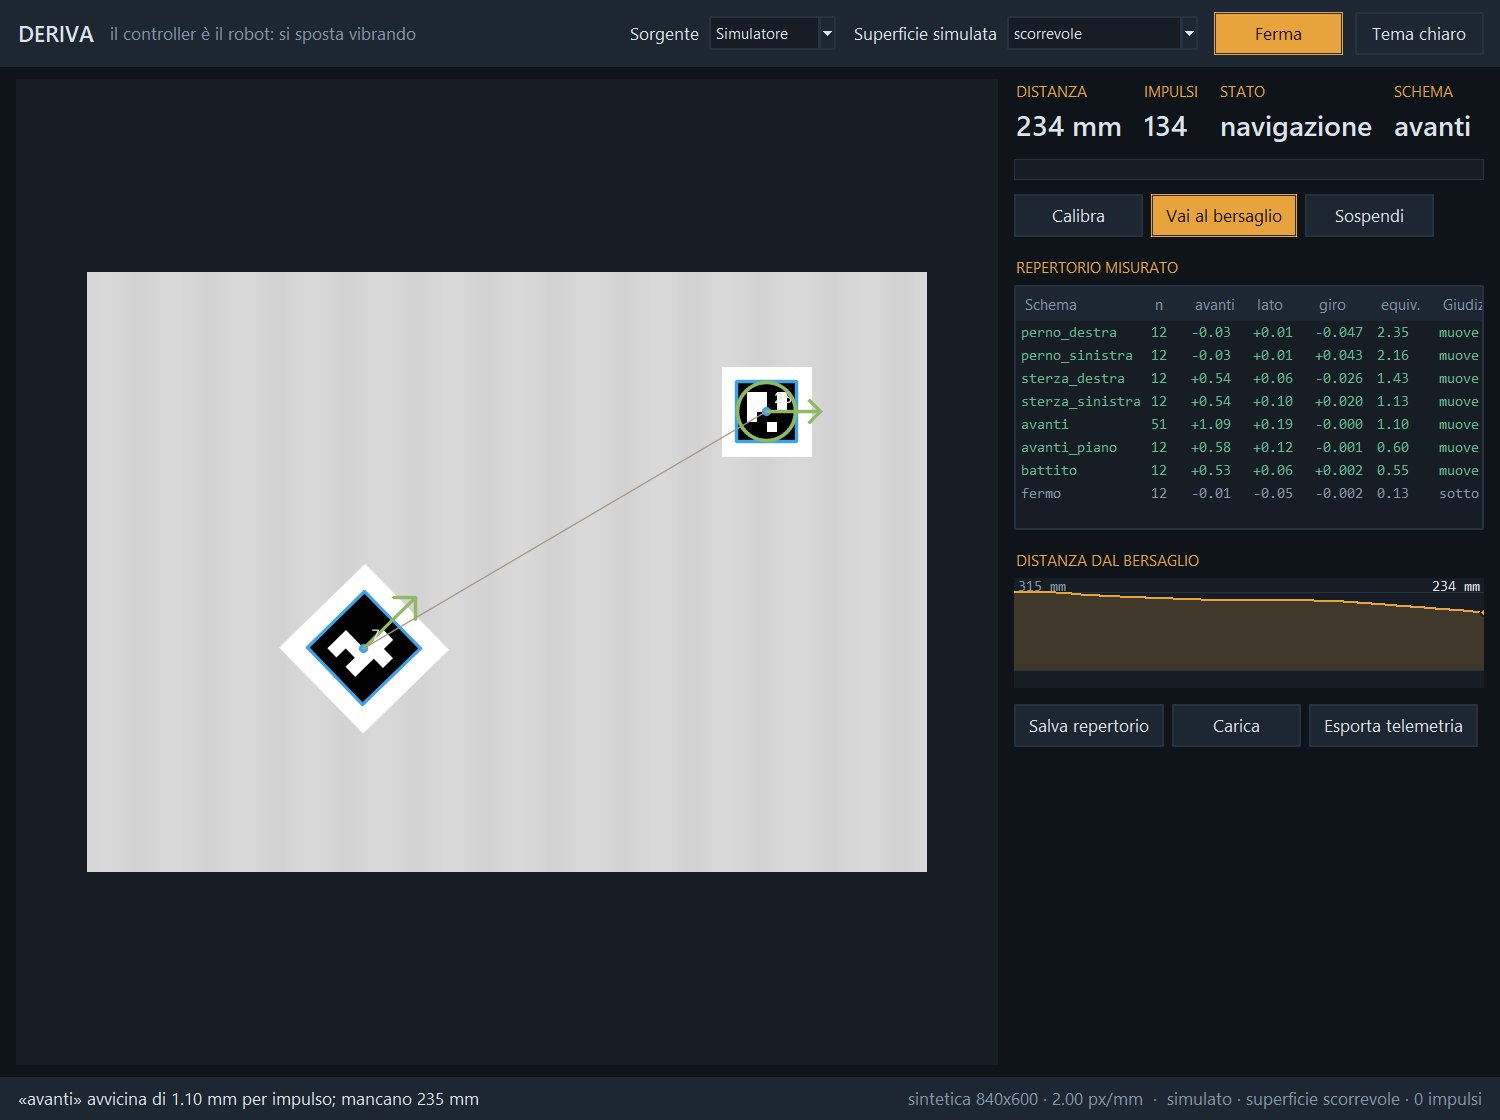 DERIVA il controller è il robot: si sposta vibrando Sorgente Simulatore Superficie simulata scorrevole Ferma Tema chiaro
DISTANZA IMPULSI STATO SCHEMA
234 mm 134 navigazione avanti
Calibra Vai al bersaglio Sospendi
REPERTORIO MISURATO
Schema n avanti lato giro equiv. Giudiz
perno_destra 12 -0.03 +0.01 -0.047 2.35 muove
perno_sinistra 12 -0.03 +0.01 +0.043 2.16 muove
sterza_destra 12 +0.54 +0.06 -0.026 1.43 muove
sterza_sinistra 12 +0.54 +0.10 +0.020 1.13 muove
avanti 51 +1.09 +0.19 -0.000 1.10 muove
avanti_piano 12 +0.58 +0.12 -0.001 0.60 muove
battito 12 +0.53 +0.06 +0.002 0.55 muove
fermo 12 -0.01 -0.05 -0.002 0.13 sotto
DISTANZA DAL BERSAGLIO
315 mm 234 mm
7
Salva repertorio Carica Esporta telemetria
«avanti» avvicina di 1.10 mm per impulso; mancano 235 mm sintetica 840x600 · 2.00 px/mm · simulato · superficie scorrevole · 0 impulsi